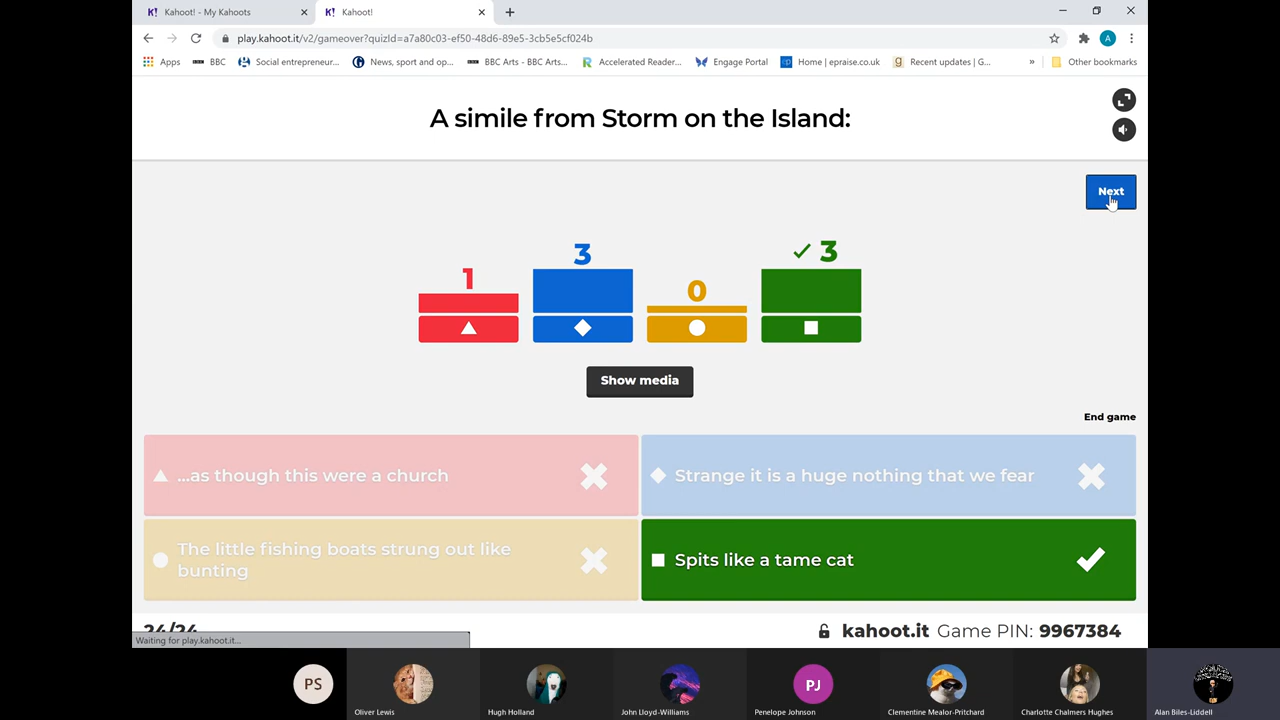 Kahoot! - My Kahoots
Kahoot!
play.kahoot.it/v2/gameover?quizId=a7a80c03-ef50-48d6-89e5-3cb5e5cf024b
A
Apps
BBC
Social entrepreneur...
News, sport and op...
BBC Arts - BBC Arts...
Accelerated Reader...
Engage Portal
Home | epraise.co.uk
Recent updates | G...
Other bookmarks
A simile from Storm on the Island:
Next
1
3
0
3
Show media
End game
...as though this were a church
Strange it is a huge nothing that we fear
The little fishing boats strung out like
bunting
Spits like a tame cat
24/24
Waiting for play.kahoot.it...
kahoot.it Game PIN: 9967384
PS
PJ
Oliver Lewis
Hugh Holland
John Lloyd-Williams
Penelope Johnson
Clementine Mealor-Pritchard
Charlotte Chalmers Hughes
Alan Biles-Liddell